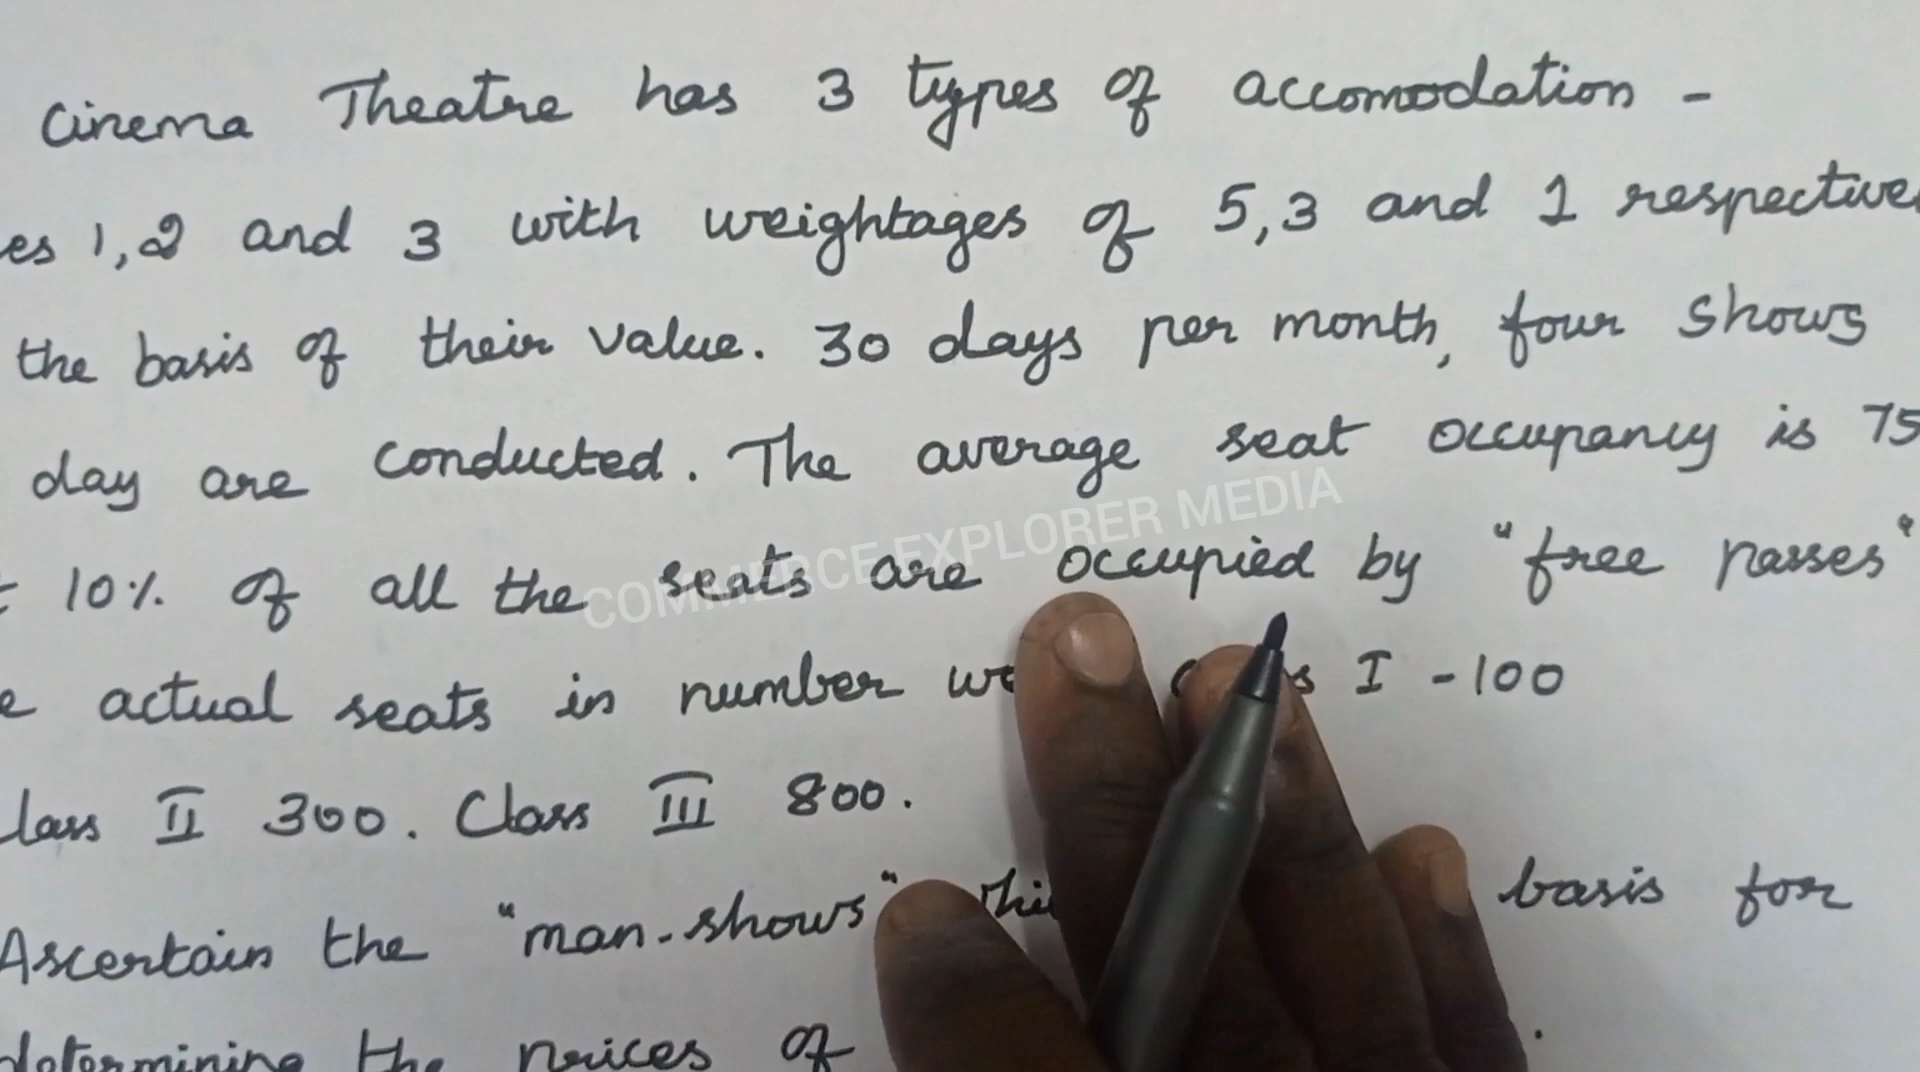 Cinema Theatre has 3 types of accomodation -
es 1, 2 and 3 with weightages of 5, 3 and 1 respective
the basis of their value. 30 days per month, four shows
day are conducted. The average seat occupancy is 75
10% of all the seats are occupied by "free passes"
actual seats in number I - 100
lass II 300. Class III 800.
Ascertain the "man-shows" basis for
determining the prices of
COMMERCE EXPLORER MEDIA